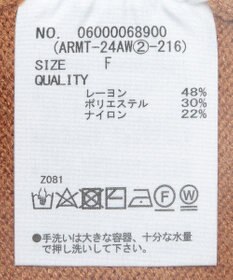 NO. 06000068900
(ARMT-24AW②-216)
SIZE F
QUALITY
レーヨン 48%
ポリエステル 30%
ナイロン 22%
Z081
F W
●手洗いは大きな容器、十分な水量
で押し洗いして下さい。